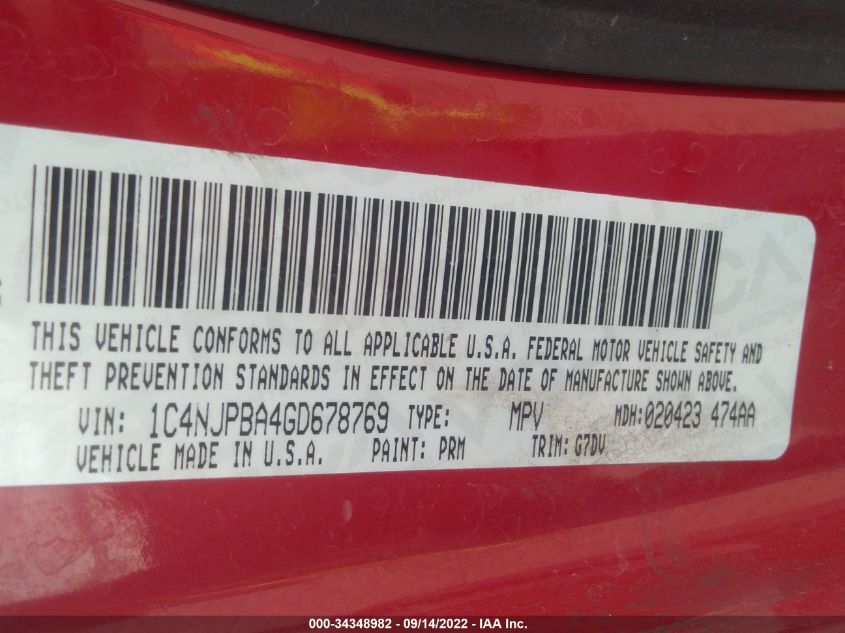 THIS VEHICLE CONFORMS TO ALL APPLICABLE U.S.A. FEDERAL MOTOR VEHICLE SAFETY AND
THEFT PREVENTION STANDARDS IN EFFECT ON THE DATE OF MANUFACTURE SHOWN ABOVE.
VIN: 1C4NJPBA4GD678769 TYPE: MPV MDH:020423 474AA
VEHICLE MADE IN U.S.A. PAINT: PRM TRIM: G7DV
000-34348982 - 09/14/2022 - IAA Inc.